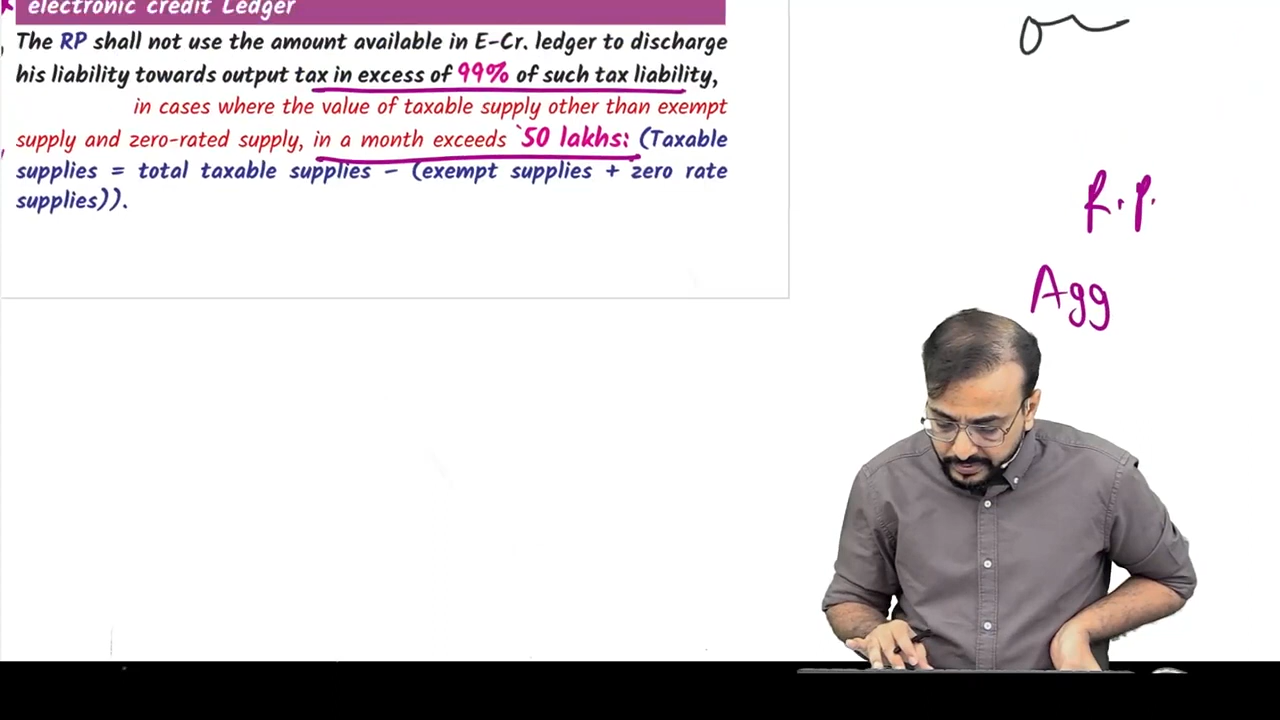 electronic credit Ledger
The RP shall not use the amount available in E-Cr. ledger to discharge
his liability towards output tax in excess of 99% of such tax liability,
in cases where the value of taxable supply other than exempt
supply and zero-rated supply, in a month exceeds `50 lakhs: (Taxable
supplies = total taxable supplies – (exempt supplies + zero rate
supplies)).
R.P.
Agg